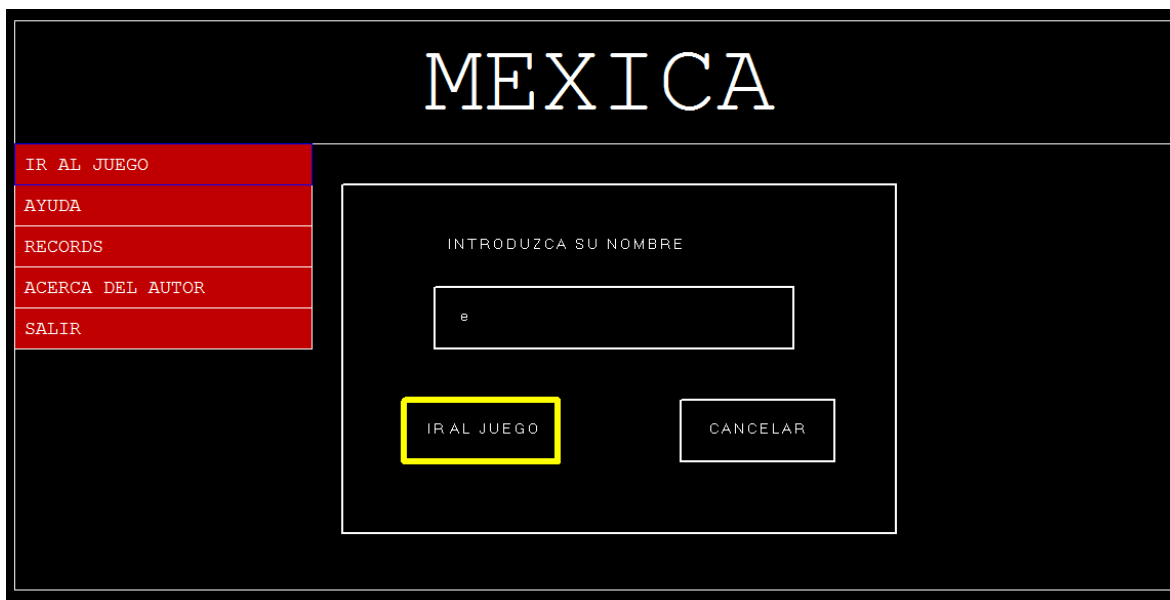 MEXICA
IR AL JUEGO
AYUDA
RECORDS
ACERCA DEL AUTOR
SALIR
INTRODUZCA SU NOMBRE
e
IR AL JUEGO
CANCELAR